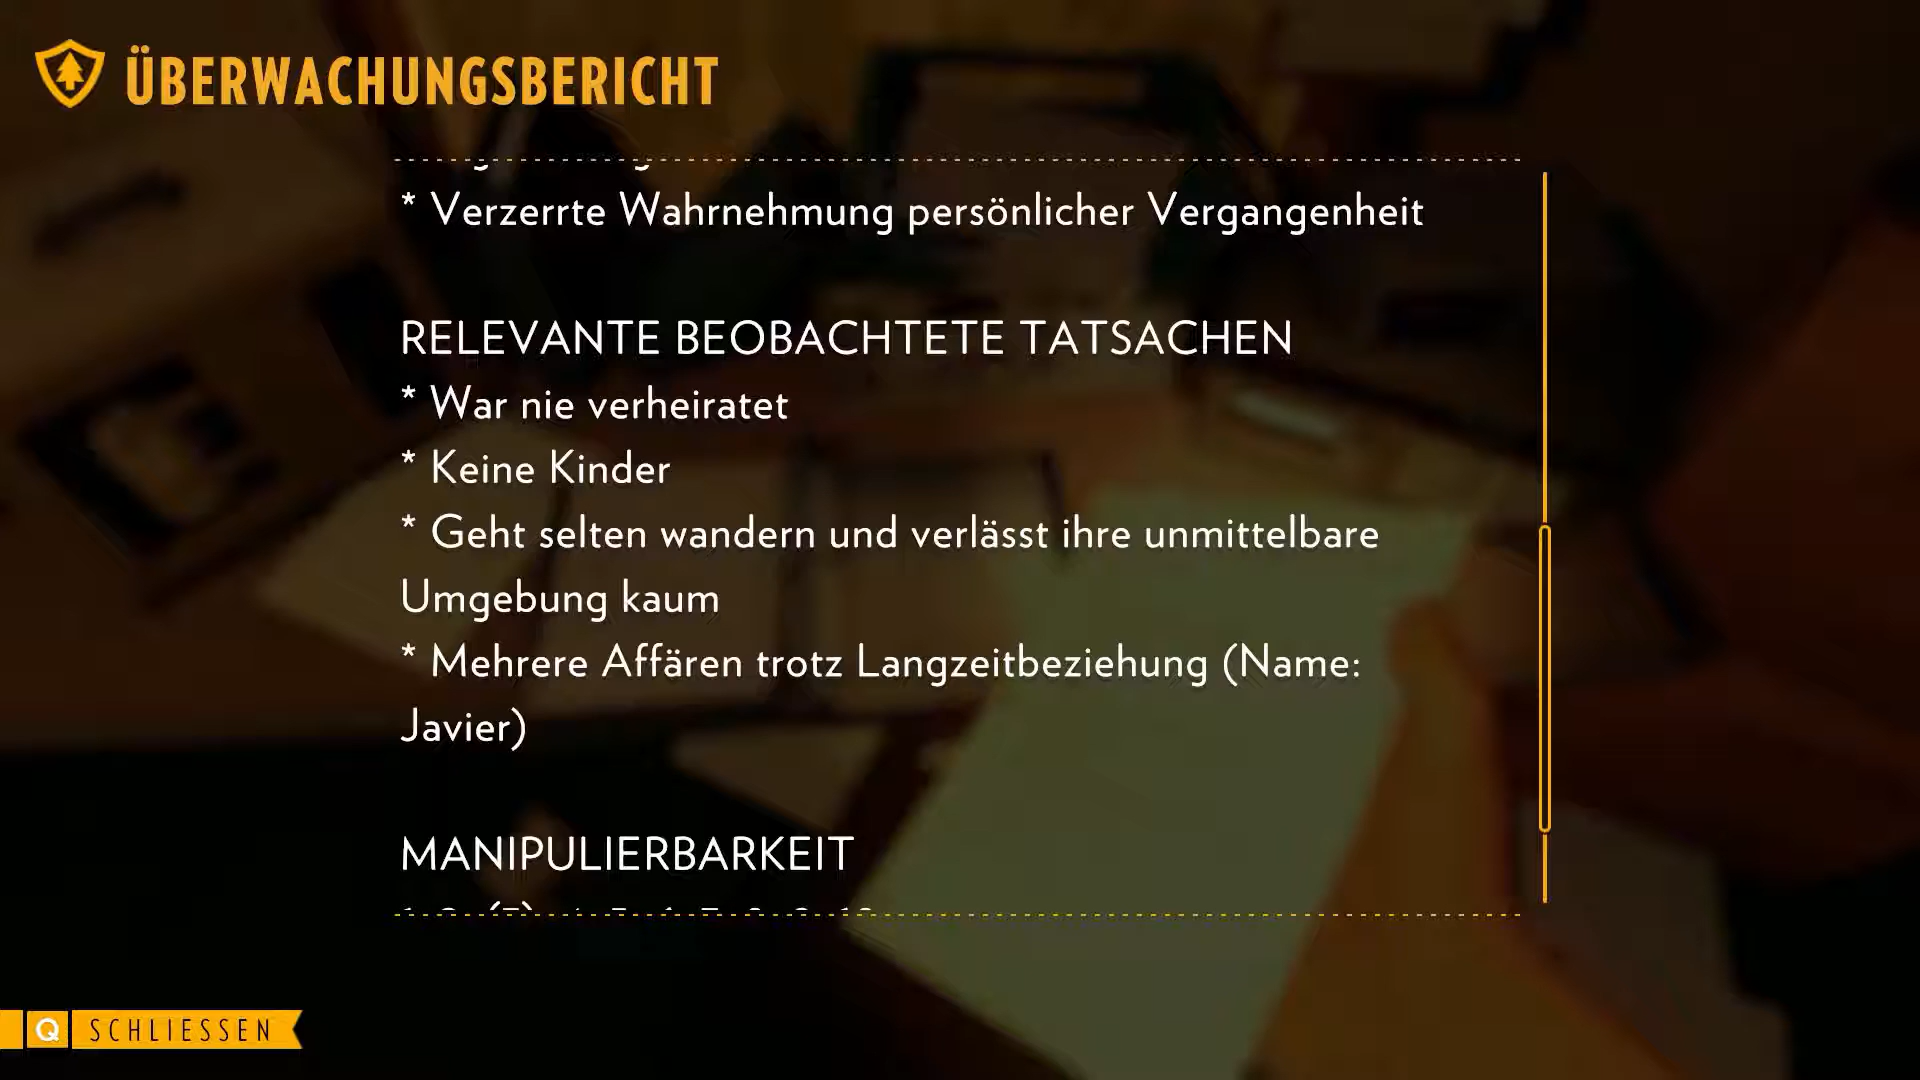 ÜBERWACHUNGSBERICHT
* Verzerrte Wahrnehmung persönlicher Vergangenheit
RELEVANTE BEOBACHTETE TATSACHEN
* War nie verheiratet
* Keine Kinder
* Geht selten wandern und verlässt ihre unmittelbare
Umgebung kaum
* Mehrere Affären trotz Langzeitbeziehung (Name:
Javier)
MANIPULIERBARKEIT
Q SCHLIESSEN